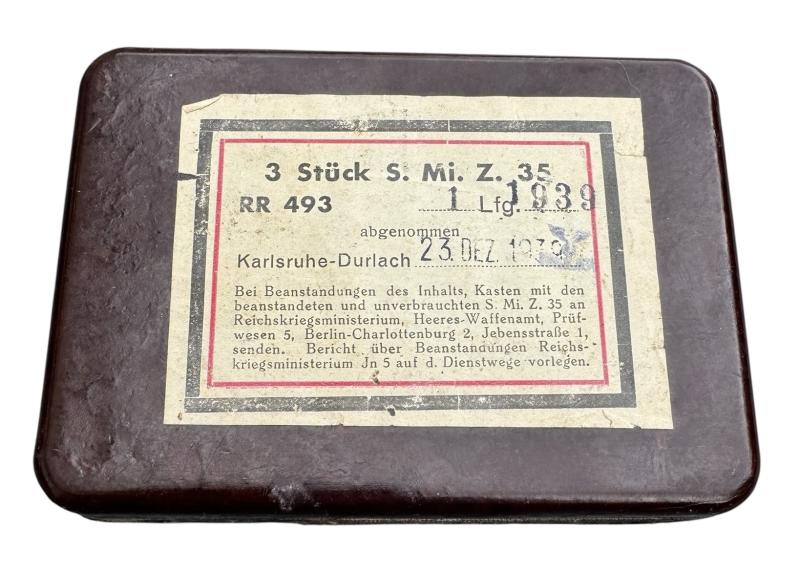 3 Stück S. Mi. Z. 35
RR 493 1 Lfg. 1939
abgenommen
Karlsruhe-Durlach 23. DEZ. 1939
Bei Beanstandungen des Inhalts, Kasten mit den
beanstandeten und unverbrauchten S. Mi. Z. 35 an
Reichskriegsministerium, Heeres-Waffenamt, Prüf-
wesen 5, Berlin-Charlottenburg 2, Jebensstraße 1,
senden. Bericht über Beanstandungen Reichs-
kriegsministerium Jn 5 auf d. Dienstwege vorlegen.